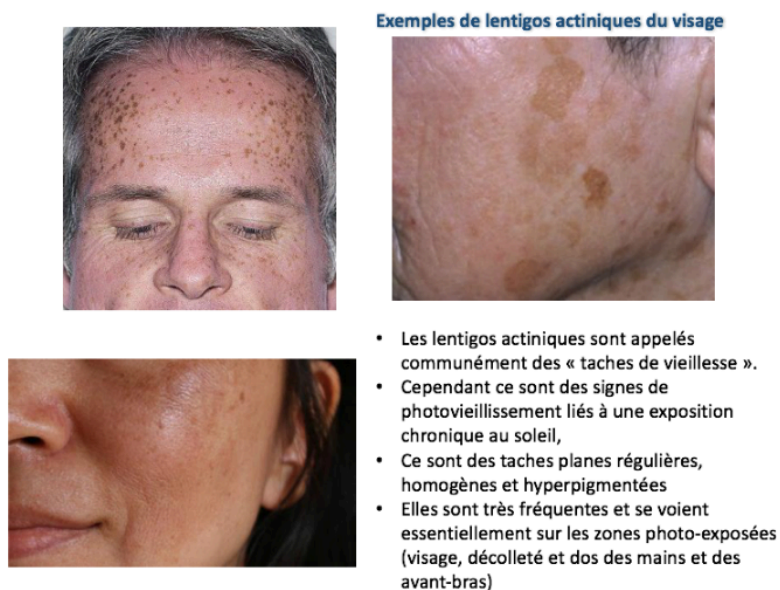 Exemples de lentigos actiniques du visage
• Les lentigos actiniques sont appelés
communément des « taches de vieillesse ».
• Cependant ce sont des signes de
photovieillissement liés à une exposition
chronique au soleil,
• Ce sont des taches planes régulières,
homogènes et hyperpigmentées
• Elles sont très fréquentes et se voient
essentiellement sur les zones photo-exposées
(visage, décolleté et dos des mains et des
avant-bras)